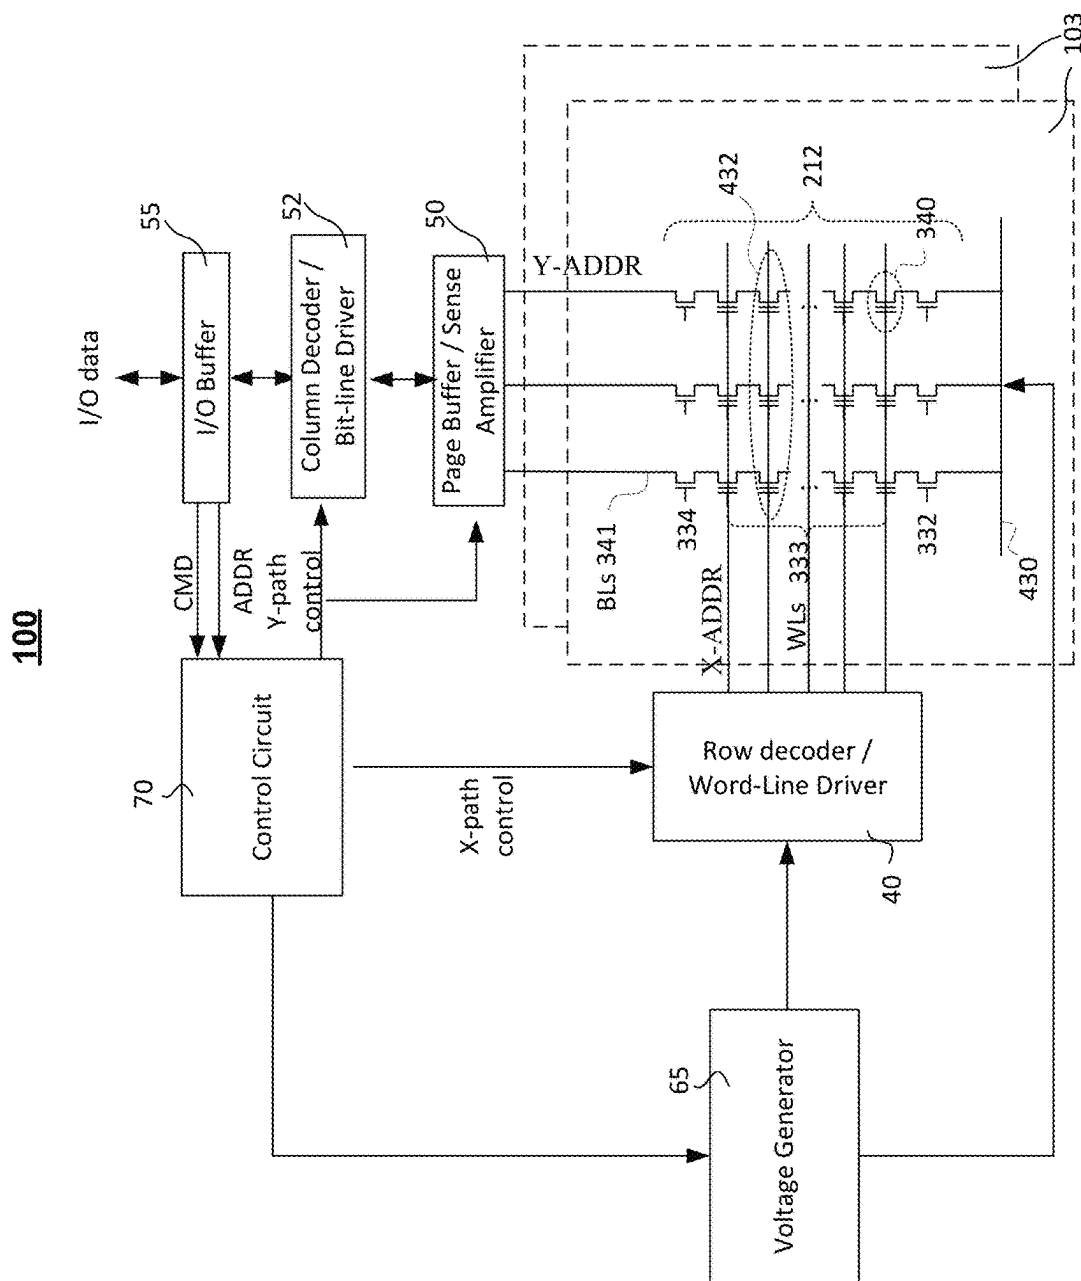 100
I/O data
55
I/O Buffer
CMD
ADDR
52
Column Decoder /
Bit-line Driver
Y-path
control
50
Page Buffer / Sense
Amplifier
Control Circuit
70
X-path
control
Row decoder /
Word-Line Driver
40
Voltage Generator
65
103
103
Y-ADDR
X-ADDR
BLs 341
WLs 333
334
332
432
212
340
430